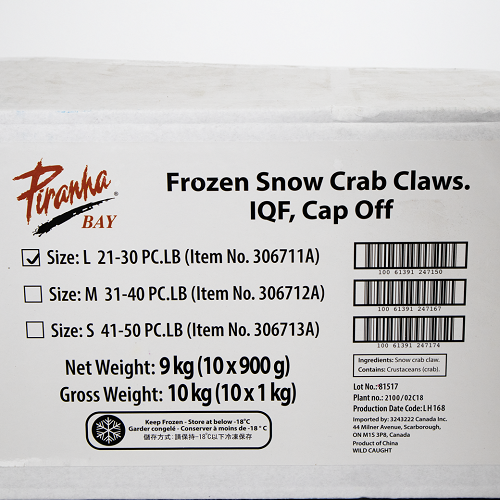 Piranha®
BAY
Frozen Snow Crab Claws.
IQF, Cap Off
Size: L 21-30 PC.LB (Item No. 306711A)
Size: M 31-40 PC.LB (Item No. 306712A)
Size: S 41-50 PC.LB (Item No. 306713A)
Net Weight: 9 kg (10 x 900 g)
Gross Weight: 10 kg (10 x 1 kg)
Keep Frozen - Store at below -18°C
Garder congelé - Conserver à moins de -18 °C
儲存方式: 請保持-18°C以下冷凍保存
100 61391 247150
100 61391 247167
100 61391 247174
Ingredients: Snow crab claw.
Contains: Crustaceans (crab).
Lot No.: 81517
Plant no.: 2100/02C18
Production Date Code: LH168
Imported by: 3243222 Canada Inc.
44 Milner Avenue, Scarborough,
ON M1S 3P8, Canada
Product of China
WILD CAUGHT